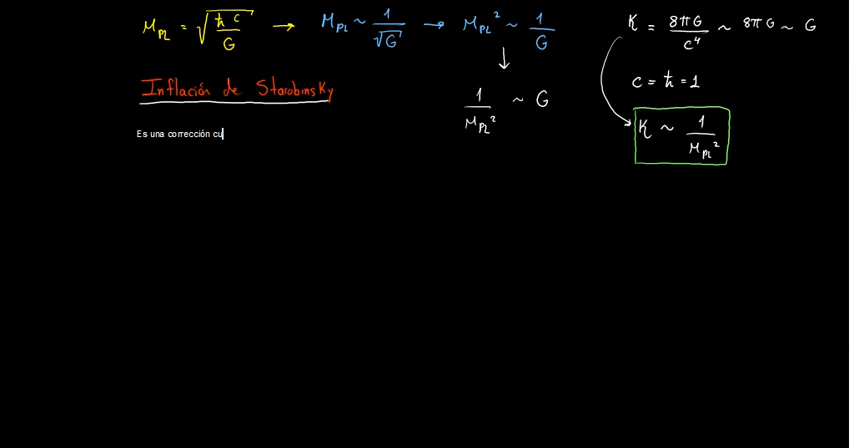 M_PL = √(ħc/G) → M_PL ~ 1/√G → M_PL² ~ 1/G
↓
1/M_PL² ~ G
K = 8πG/c⁴ ~ 8πG ~ G
c = ħ = 1
K ~ 1/M_PL²
Inflación de Starobinsky
Es una corrección cu